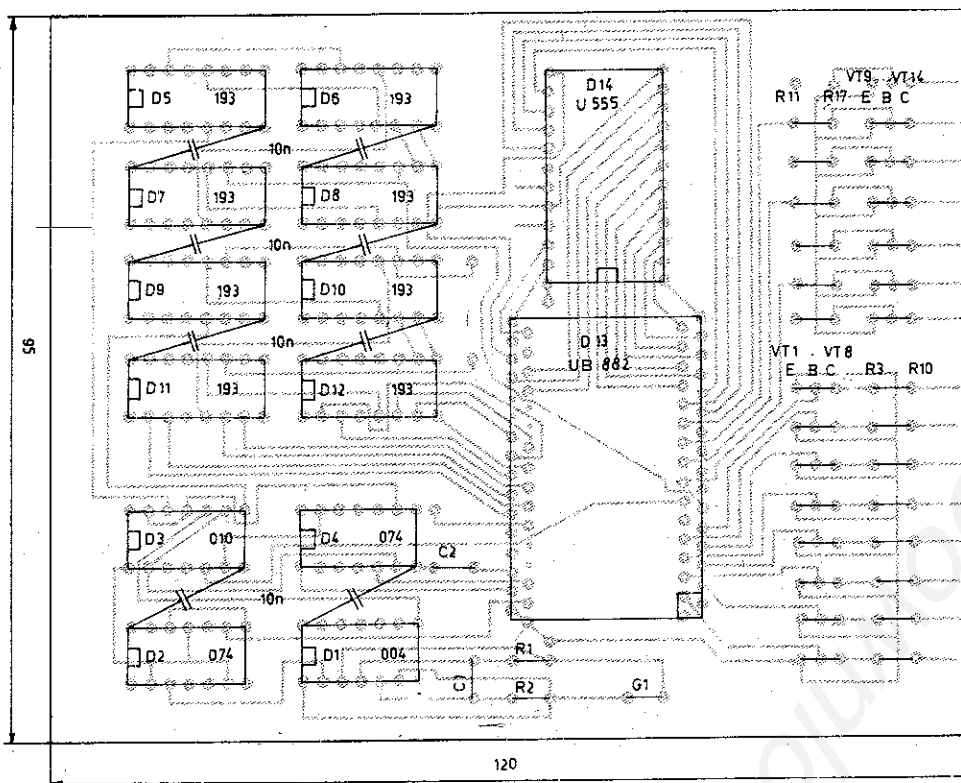 D14
U 555
VT9 . VT14
R11 R17 E B C
D5 193
D6 193
10n
D7 193
D8 193
10n
D9 193
D10 193
10n
D11 193
D12 193
D13
UB 882
VT1 . VT8
E B C R3 R10
95
D3 010
D4 074
C2
10n
D2 074
D1 004
C1
R1
R2
G1
120